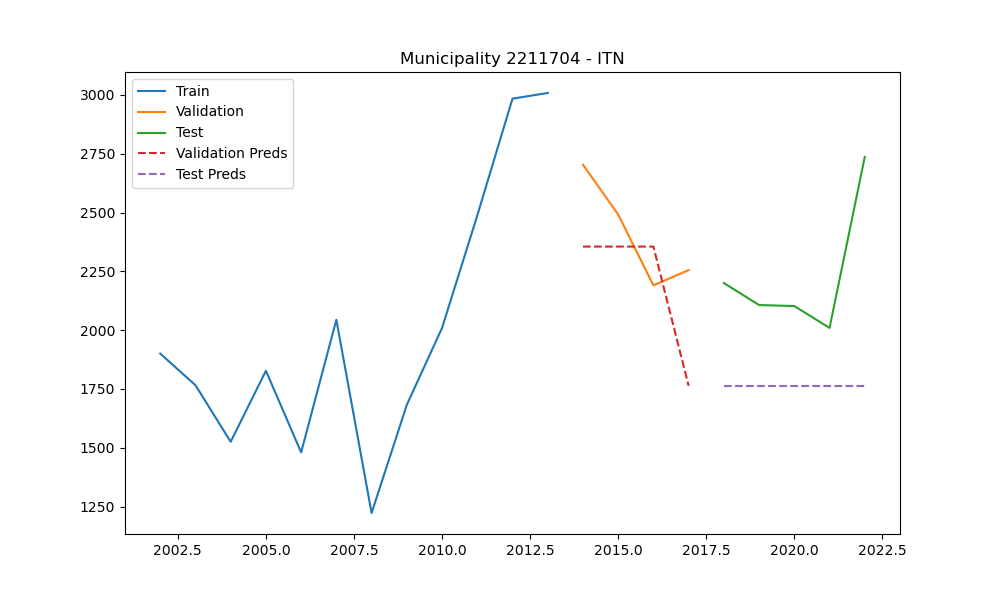 Municipality 2211704 - ITN
Train
Validation
Test
Validation Preds
Test Preds
3000
2750
2500
2250
2000
1750
1500
1250
2002.5 2005.0 2007.5 2010.0 2012.5 2015.0 2017.5 2020.0 2022.5